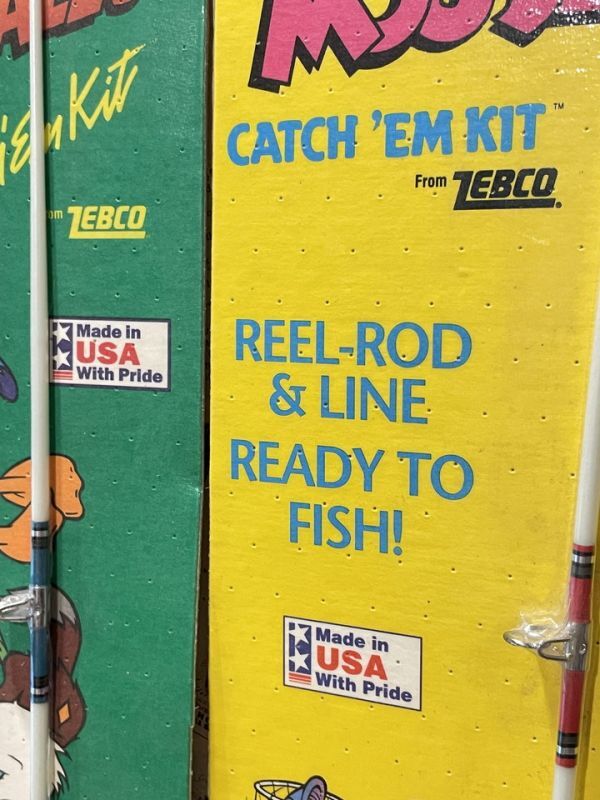 'Em Kit
ZEBCO
Made in
USA
With Pride
CATCH 'EM KIT™
From ZEBCO®
REEL-ROD
& LINE
READY TO
FISH!
Made in
USA
With Pride